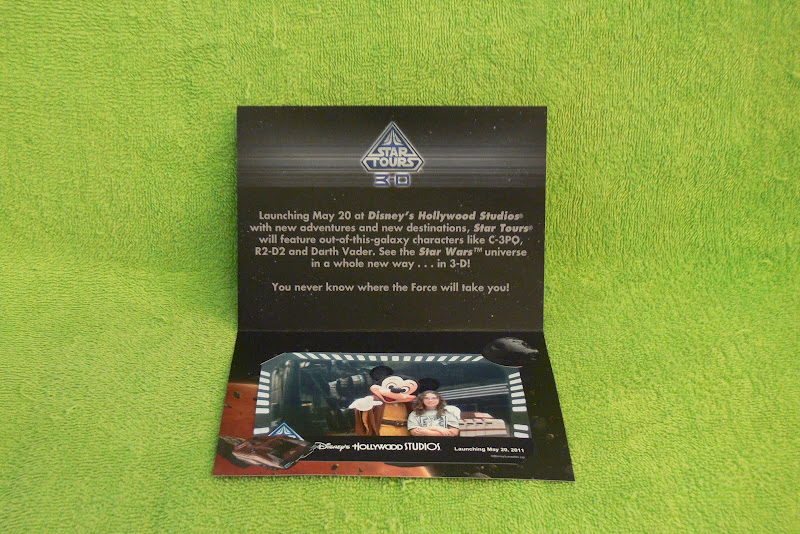 STAR
TOURS
3-D
Launching May 20 at Disney's Hollywood Studios®
with new adventures and new destinations, Star Tours®
will feature out-of-this-galaxy characters like C-3PO,
R2-D2 and Darth Vader. See the Star Wars™ universe
in a whole new way . . . in 3-D!
You never know where the Force will take you!
Disney's HOLLYWOOD STUDIOS
Launching May 20, 2011